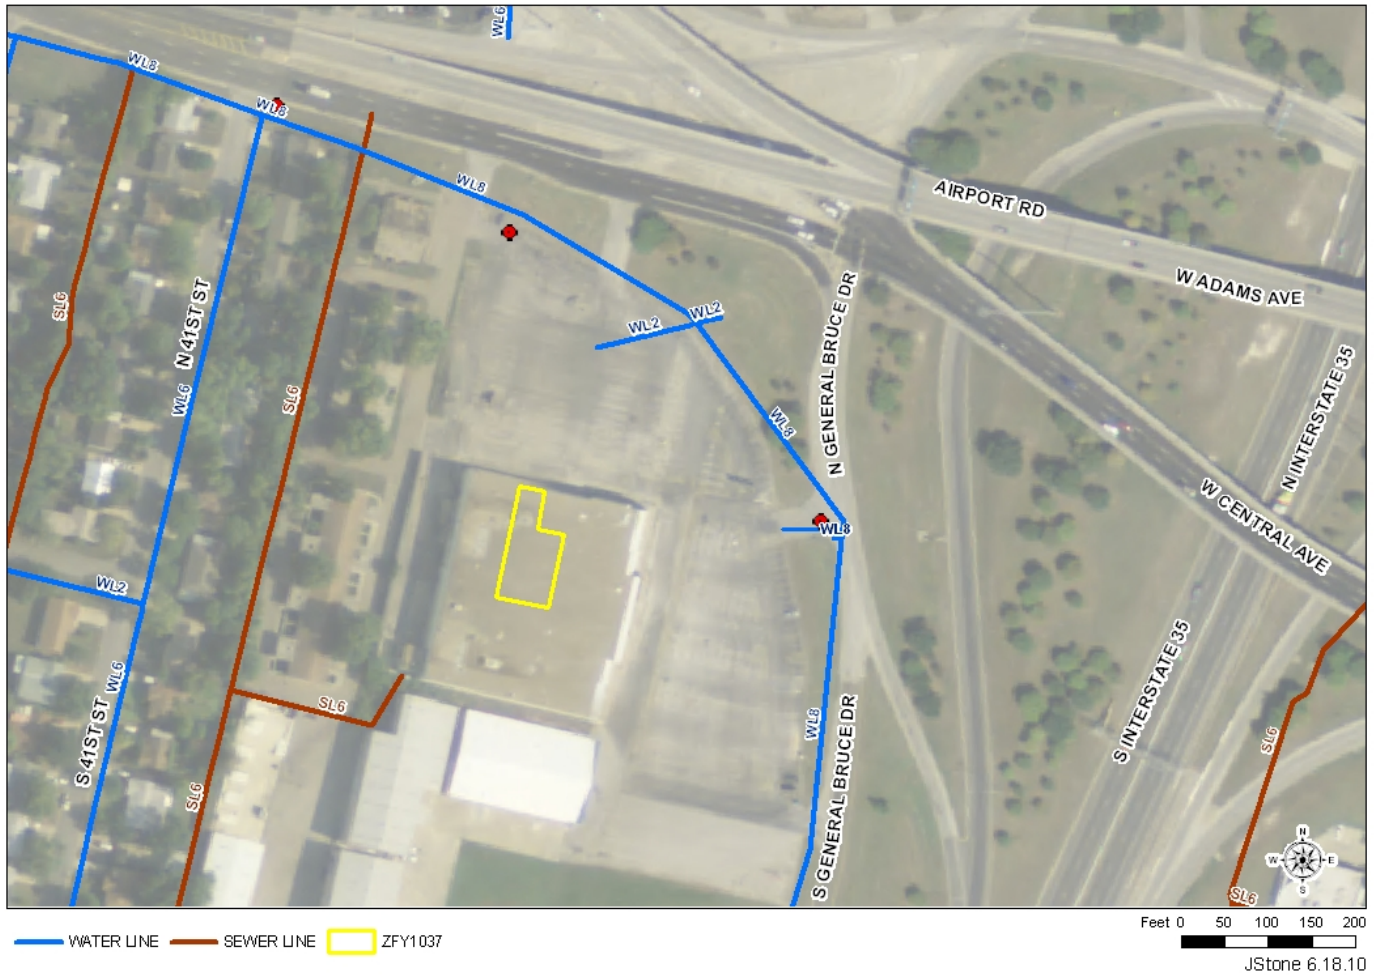 WL6
WL8
WL8
WL8
AIRPORT RD
W ADAMS AVE
SL6
N 41ST ST
WL2
WL2
N GENERAL BRUCE DR
N INTERSTATE 35
WL6
SL6
WL8
W CENTRAL AVE
WL8
WL2
WL6
S INTERSTATE 35
SL6
WL8
S 41ST ST
SL6
SL6
S GENERAL BRUCE DR
N
W E
S
SL6
WATER LINE SEWER LINE ZFY1037
Feet 0 50 100 150 200
JStone 6.18.10